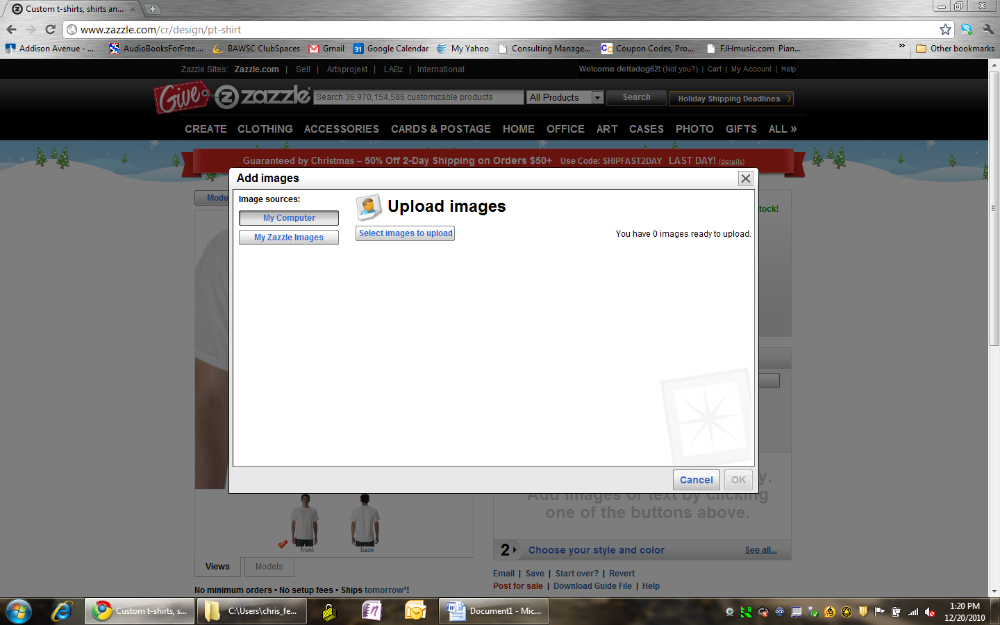 Custom t-shirts, shirts an...
www.zazzle.com/cr/design/pt-shirt
Addison Avenue - ...
AudioBooksForFree....
BAWSC ClubSpaces
Gmail
31
Google Calendar
My Yahoo
Consulting Manage...
Coupon Codes, Pro...
FJHmusic.com Pian...
»
Other bookmarks
Zazzle Sites: Zazzle.com | Sell | Artsprojekt | LABz | International
Welcome deltadog62! (Not you?) | Cart | My Account | Help
Give
zazzle
Search 36,970,154,586 customizable products
All Products
Search
Holiday Shipping Deadlines
CREATE CLOTHING ACCESSORIES CARDS & POSTAGE HOME OFFICE ART CASES PHOTO GIFTS ALL »
Guaranteed by Christmas – 50% Off 2-Day Shipping on Orders $50+ Use Code: SHIPFAST2DAY LAST DAY! (details)
Add images
Mode
tock!
Image sources:
My Computer
My Zazzle Images
Upload images
Select images to upload
You have 0 images ready to upload.
Cancel
OK
y.
Add images or text by clicking
one of the buttons above.
front
back
2
Choose your style and color
See all...
Views
Models
Email | Save | Start over? | Revert
Post for sale | Download Guide File | Help
No minimum orders • No setup fees • Ships tomorrow*!
Custom t-shirts, s...
C:\Users\chris_fe...
Document1 - Mic...
1:20 PM
12/20/2010